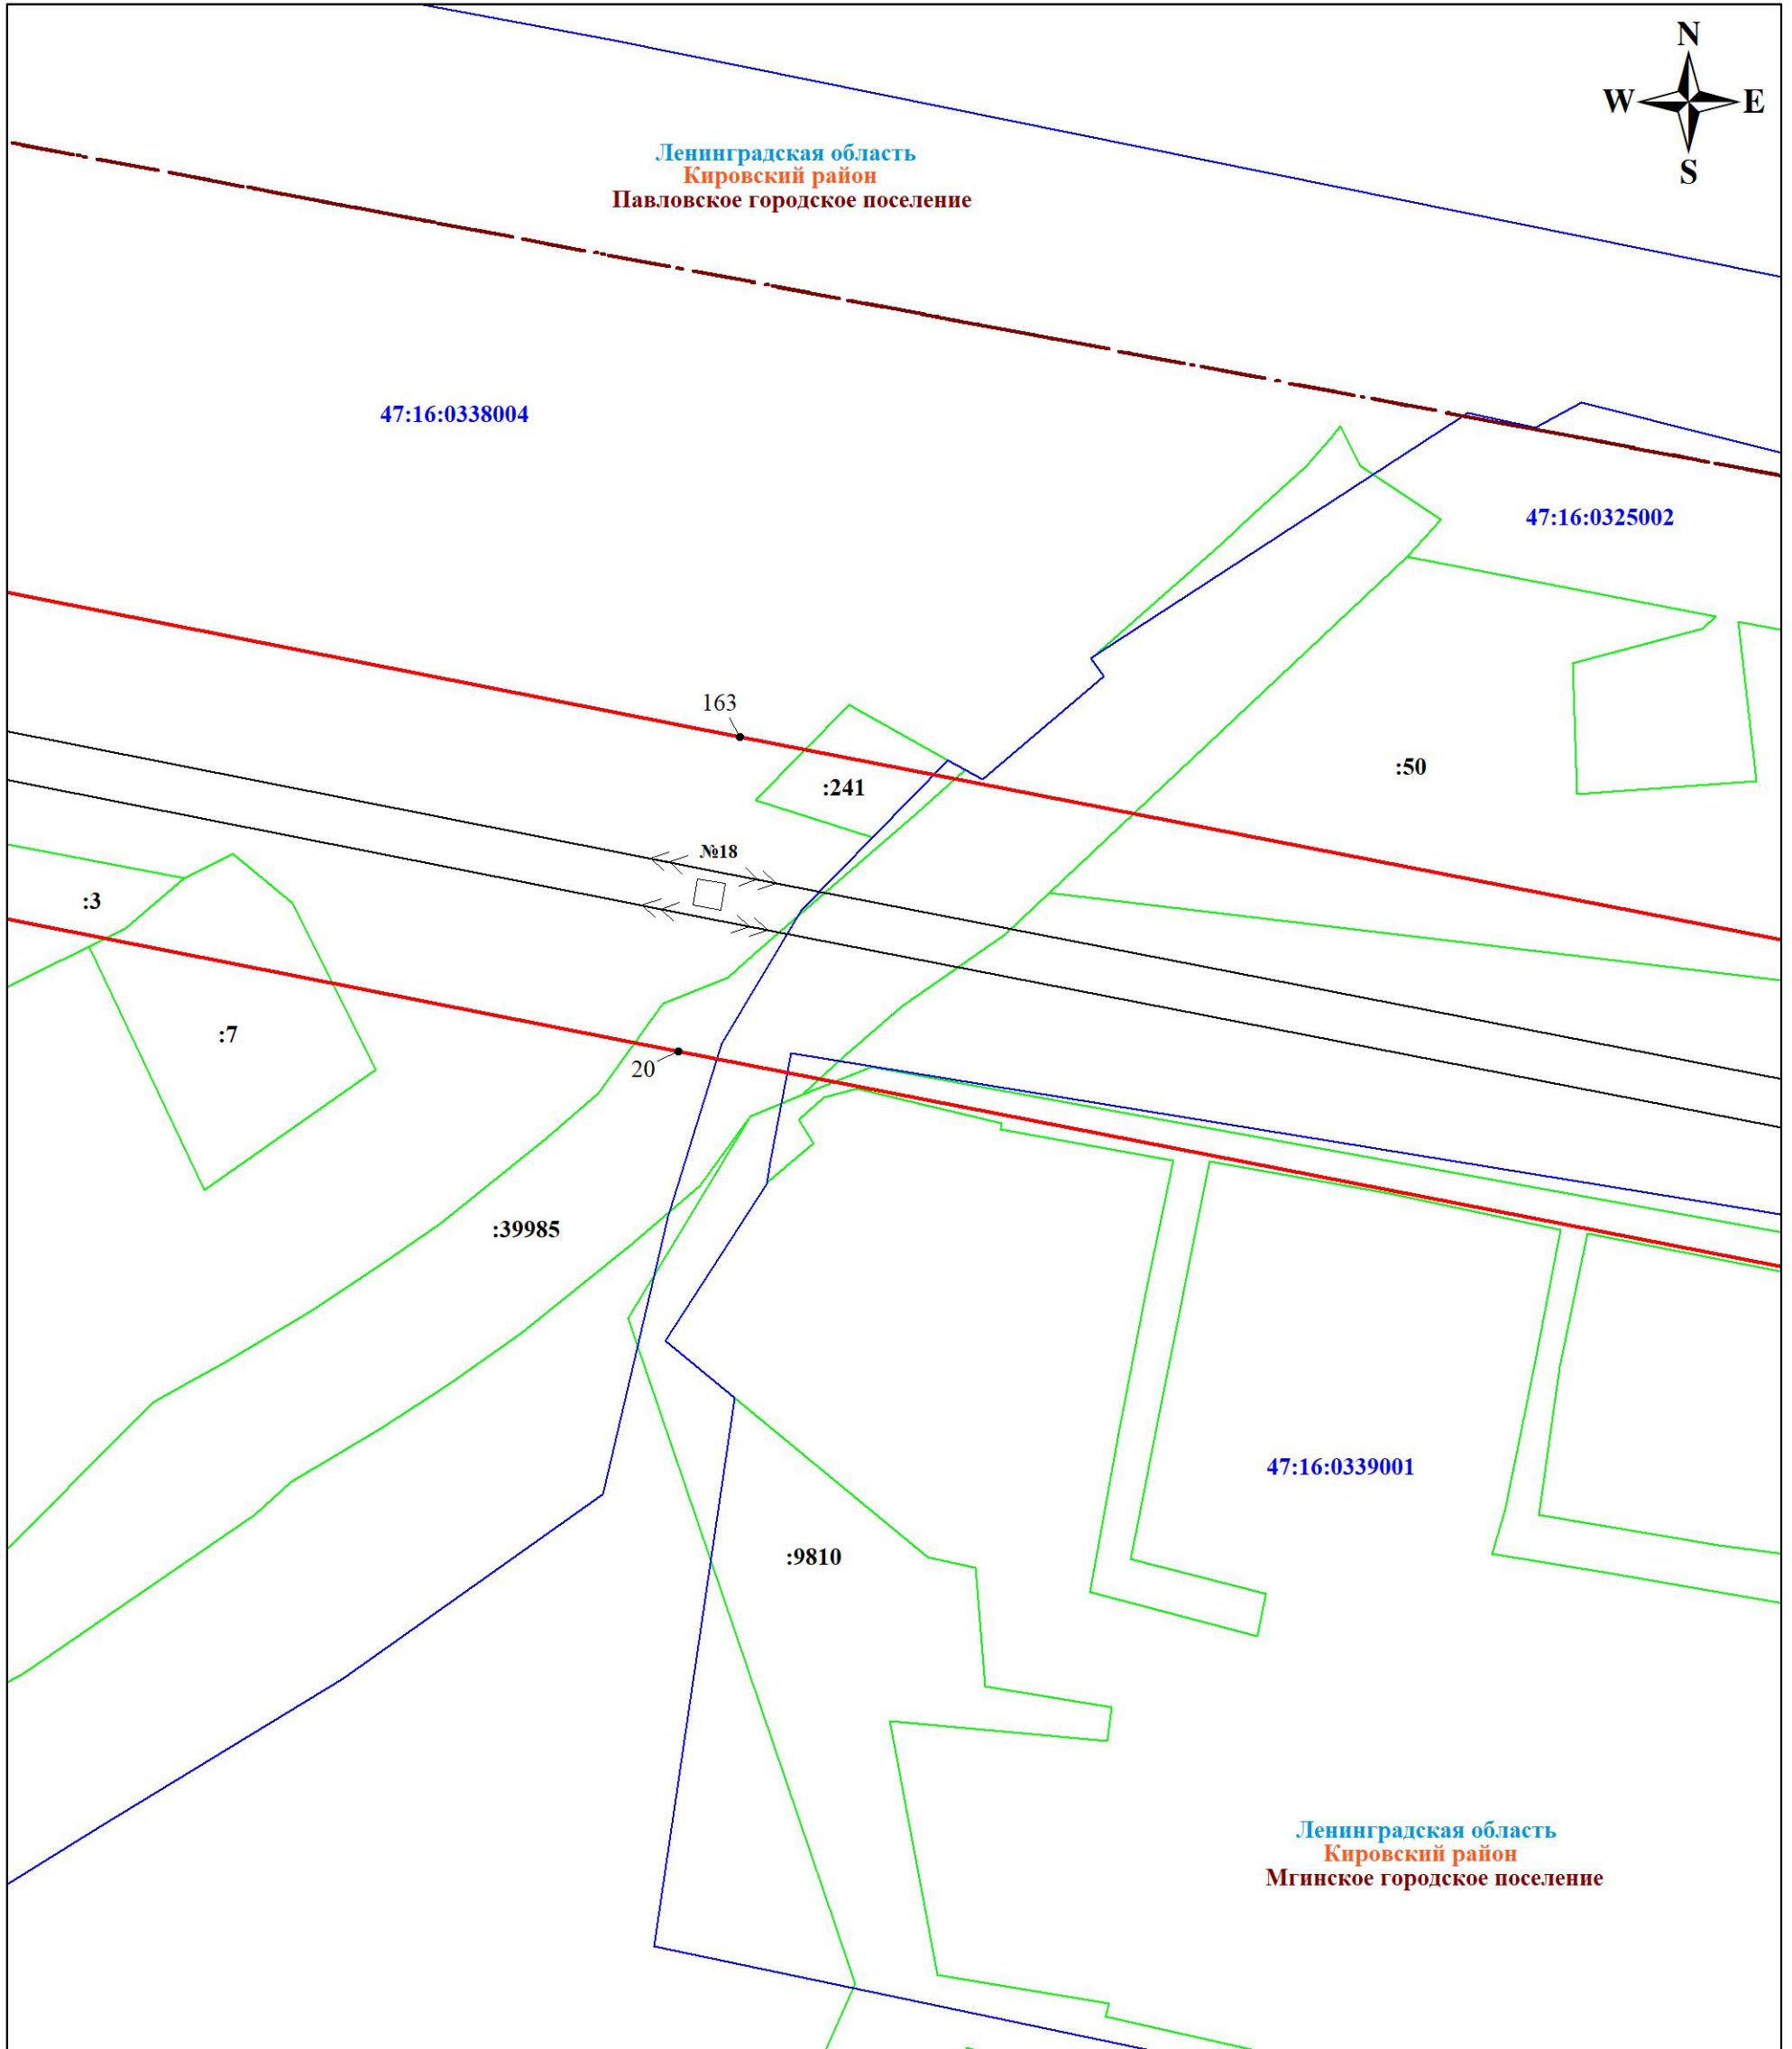 N
W E
S
Ленинградская область
Кировский район
Павловское городское поселение
47:16:0338004
47:16:0325002
163
:50
:241
№18
:3
:7
20
:39985
47:16:0339001
:9810
Ленинградская область
Кировский район
Мгинское городское поселение